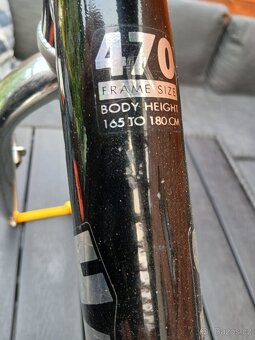 470
FRAME SIZE
BODY HEIGHT
165 TO 180 CM